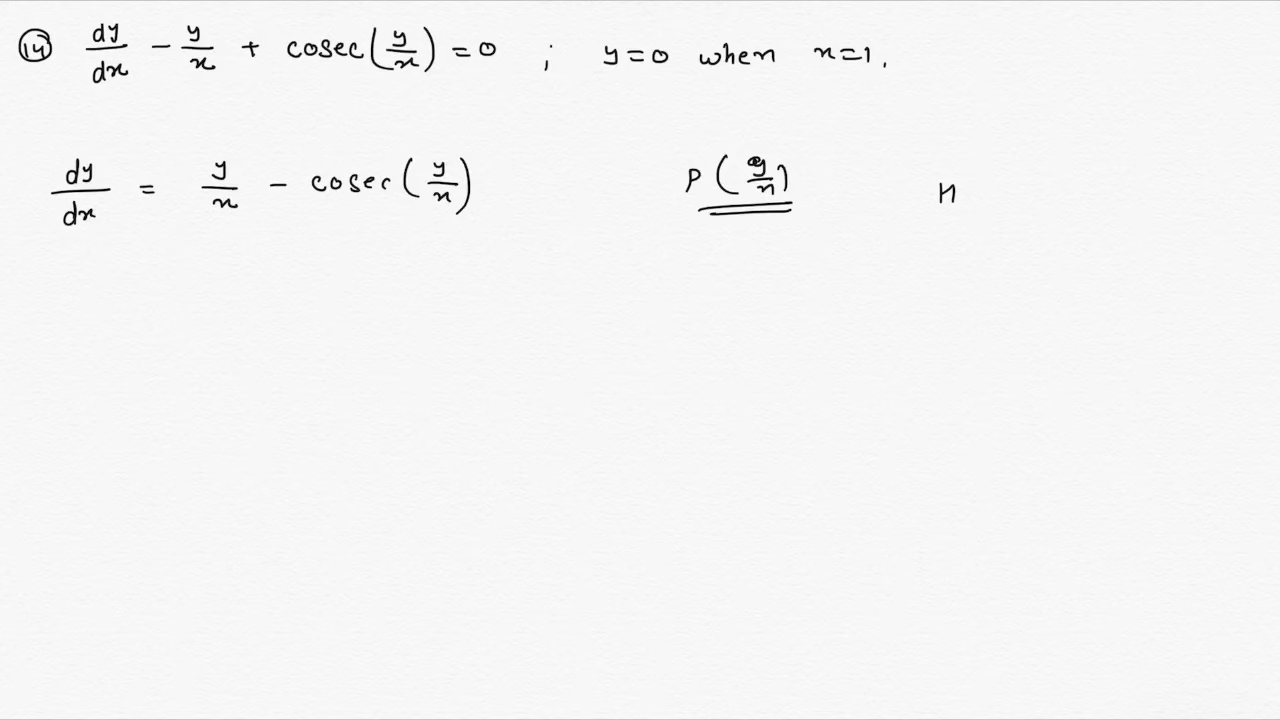 (14) dy/dx - y/x + cosec(y/x) = 0 ; y=0 when x=1.
dy/dx = y/x - cosec(y/x) P(y/x) H